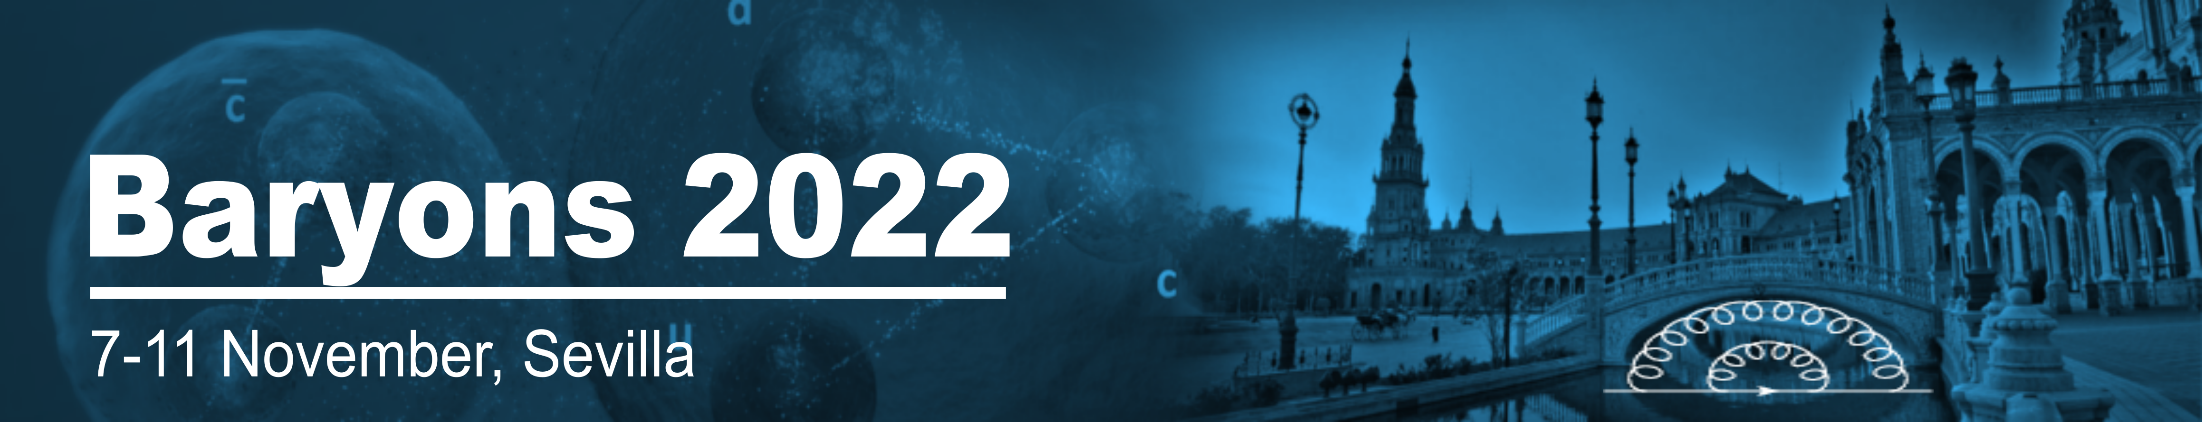 d
c̅
Baryons 2022
c
u
7-11 November, Sevilla